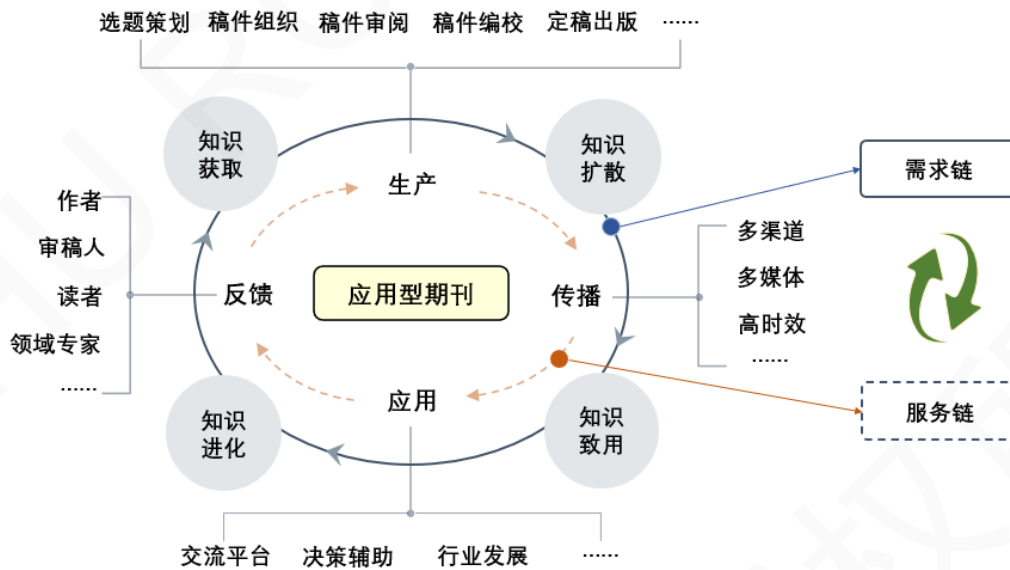 选题策划 稿件组织 稿件审阅 稿件编校 定稿出版 ······
知识
获取
知识
扩散
生产
需求链
作者
审稿人
读者
领域专家
······
反馈
应用型期刊
传播
多渠道
多媒体
高时效
······
应用
服务链
知识
进化
知识
致用
交流平台 决策辅助 行业发展 ······